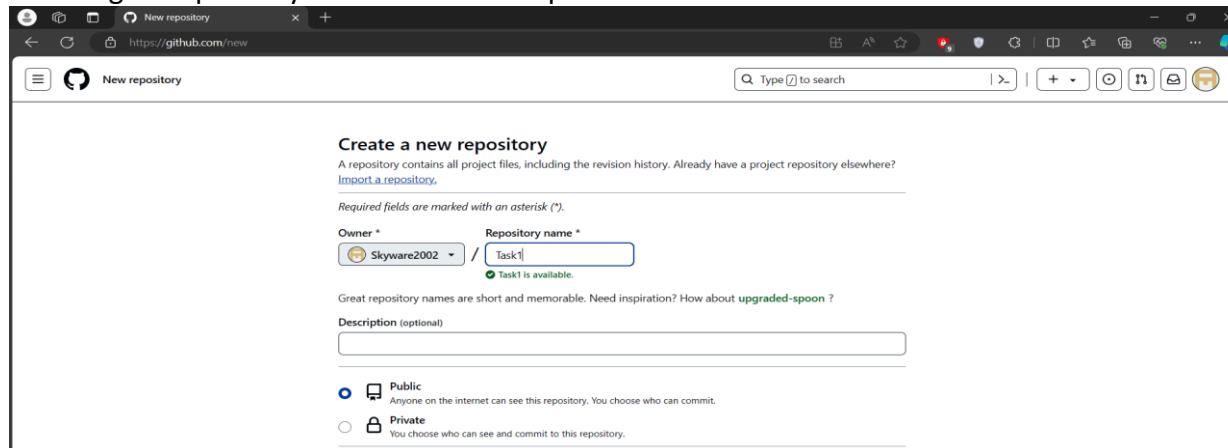 New repository
https://github.com/new
9
New repository
Type / to search
Create a new repository
A repository contains all project files, including the revision history. Already have a project repository elsewhere?
Import a repository.
Required fields are marked with an asterisk (*).
Owner * Repository name *
Skyware2002 / Task1
Task1 is available.
Great repository names are short and memorable. Need inspiration? How about upgraded-spoon ?
Description (optional)
Public
Anyone on the internet can see this repository. You choose who can commit.
Private
You choose who can see and commit to this repository.